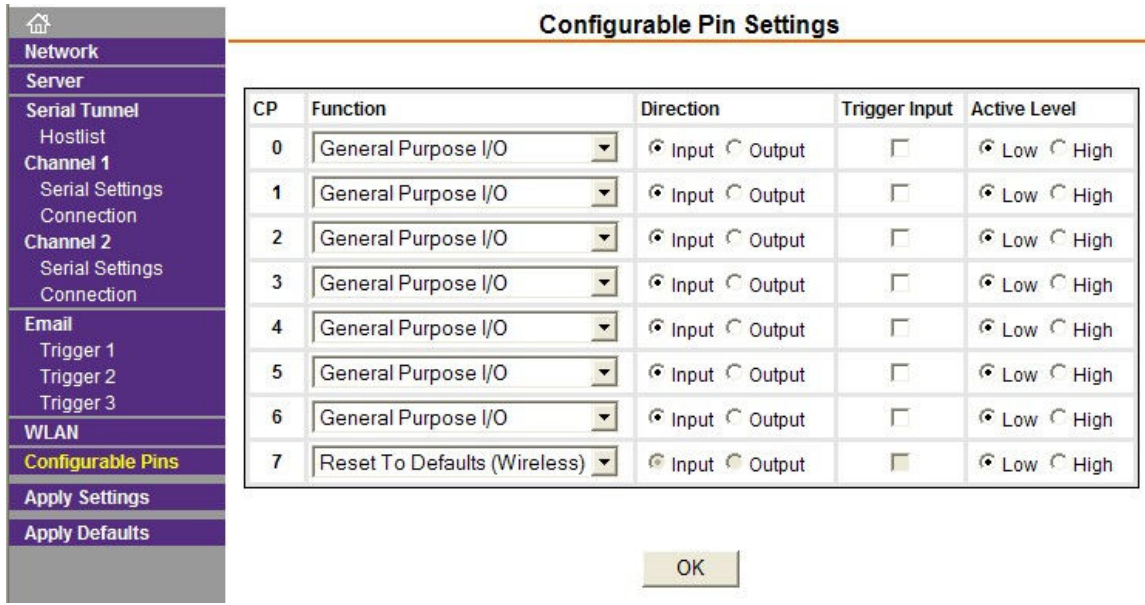 Configurable Pin Settings
Network
Server
Serial Tunnel
Hostlist
Channel 1
Serial Settings
Connection
Channel 2
Serial Settings
Connection
Email
Trigger 1
Trigger 2
Trigger 3
WLAN
Configurable Pins
Apply Settings
Apply Defaults
CP Function Direction Trigger Input Active Level
0 General Purpose I/O Input Output Low High
1 General Purpose I/O Input Output Low High
2 General Purpose I/O Input Output Low High
3 General Purpose I/O Input Output Low High
4 General Purpose I/O Input Output Low High
5 General Purpose I/O Input Output Low High
6 General Purpose I/O Input Output Low High
7 Reset To Defaults (Wireless) Input Output Low High
OK